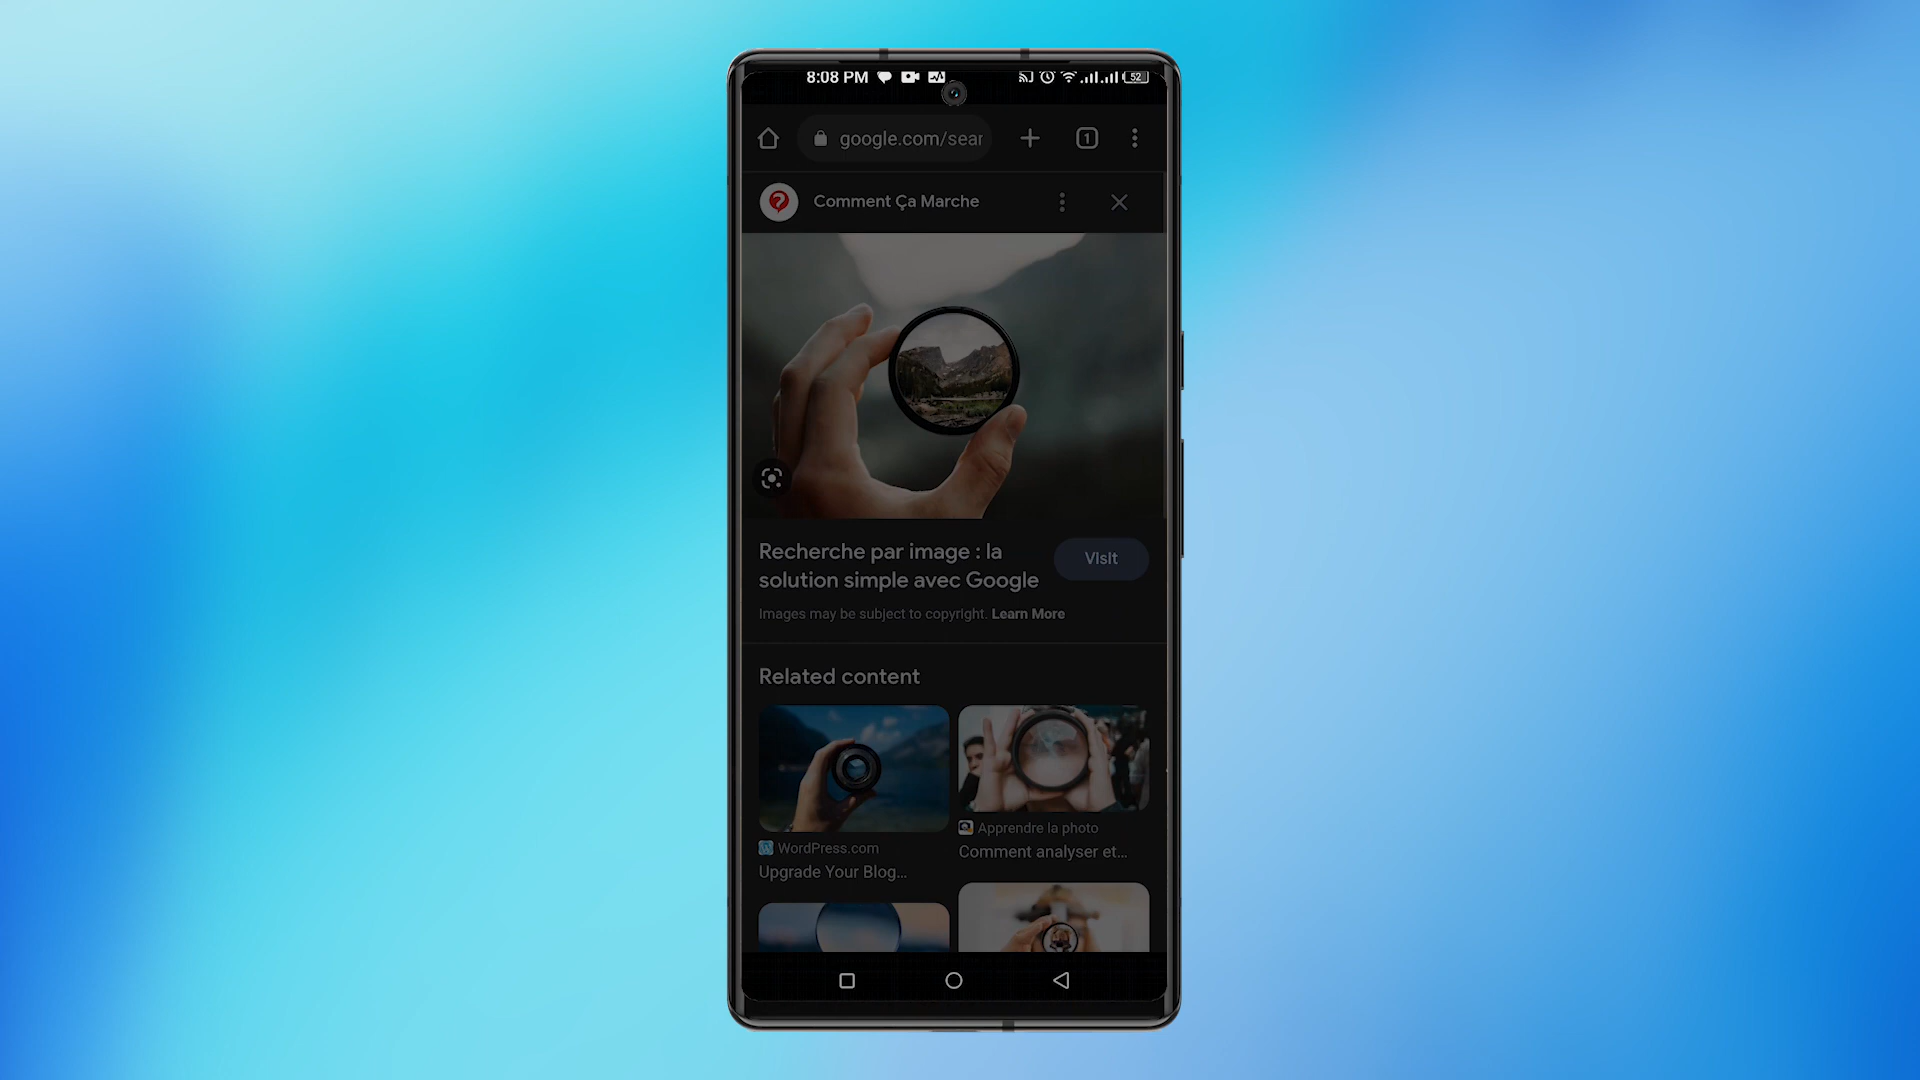 8:08 PM 52
google.com/sear 1
Comment Ça Marche
Recherche par image : la
solution simple avec Google
Visit
Images may be subject to copyright. Learn More
Related content
WordPress.com
Upgrade Your Blog...
Apprendre la photo
Comment analyser et...